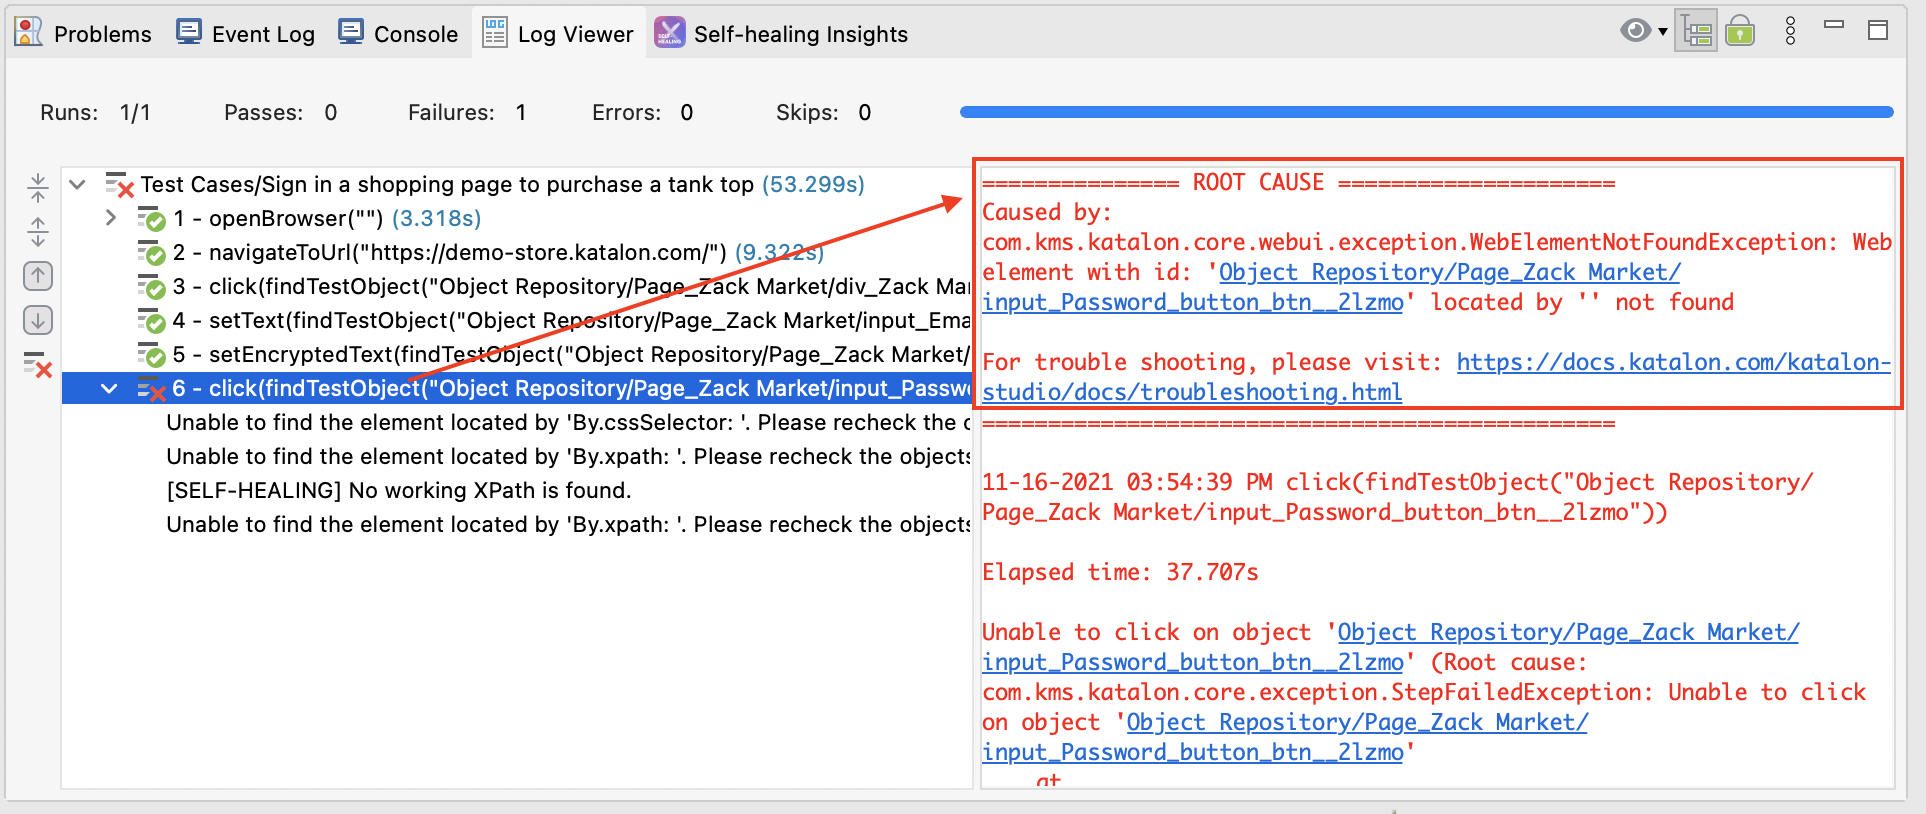 Problems Event Log Console Log Viewer Self-healing Insights
Runs: 1/1 Passes: 0 Failures: 1 Errors: 0 Skips: 0
Test Cases/Sign in a shopping page to purchase a tank top (53.299s)
1 - openBrowser("") (3.318s)
2 - navigateToUrl("https://demo-store.katalon.com/") (9.322s)
3 - click(findTestObject("Object Repository/Page_Zack Market/div_Zack Mar
4 - setText(findTestObject("Object Repository/Page_Zack Market/input_Ema
5 - setEncryptedText(findTestObject("Object Repository/Page_Zack Market/
6 - click(findTestObject("Object Repository/Page_Zack Market/input_Passwo
Unable to find the element located by 'By.cssSelector: '. Please recheck the o
Unable to find the element located by 'By.xpath: '. Please recheck the objects
[SELF-HEALING] No working XPath is found.
Unable to find the element located by 'By.xpath: '. Please recheck the objects
=============== ROOT CAUSE =====================
Caused by:
com.kms.katalon.core.webui.exception.WebElementNotFoundException: Web
element with id: 'Object Repository/Page_Zack Market/
input_Password_button_btn__2lzmo' located by '' not found
For trouble shooting, please visit: https://docs.katalon.com/katalon-
studio/docs/troubleshooting.html
================================================
11-16-2021 03:54:39 PM click(findTestObject("Object Repository/
Page_Zack Market/input_Password_button_btn__2lzmo"))
Elapsed time: 37.707s
Unable to click on object 'Object Repository/Page_Zack Market/
input_Password_button_btn__2lzmo' (Root cause:
com.kms.katalon.core.exception.StepFailedException: Unable to click
on object 'Object Repository/Page_Zack Market/
input_Password_button_btn__2lzmo'
at